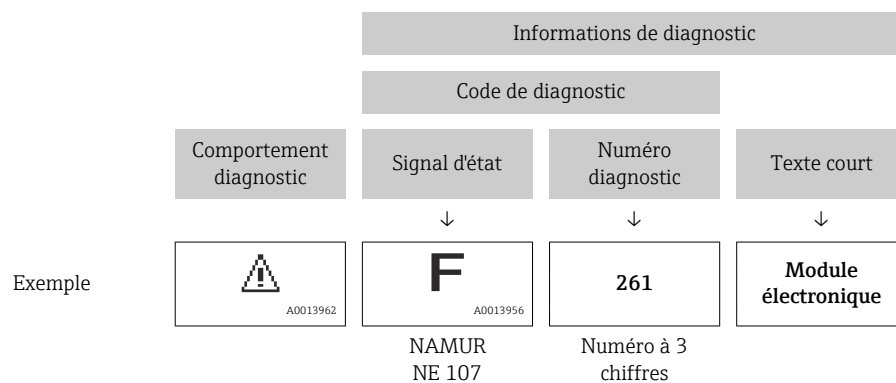 Informations de diagnostic
Code de diagnostic
Comportement
diagnostic
Signal d'état
Numéro
diagnostic
Texte court
↓
↓
↓
Exemple
A0013962
F
A0013956
261
Module
électronique
NAMUR
NE 107
Numéro à 3
chiffres